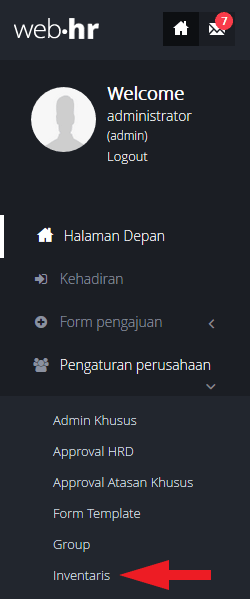 web•hr
7
Welcome
administrator
(admin)
Logout
Halaman Depan
Kehadiran
Form pengajuan
Pengaturan perusahaan
Admin Khusus
Approval HRD
Approval Atasan Khusus
Form Template
Group
Inventaris